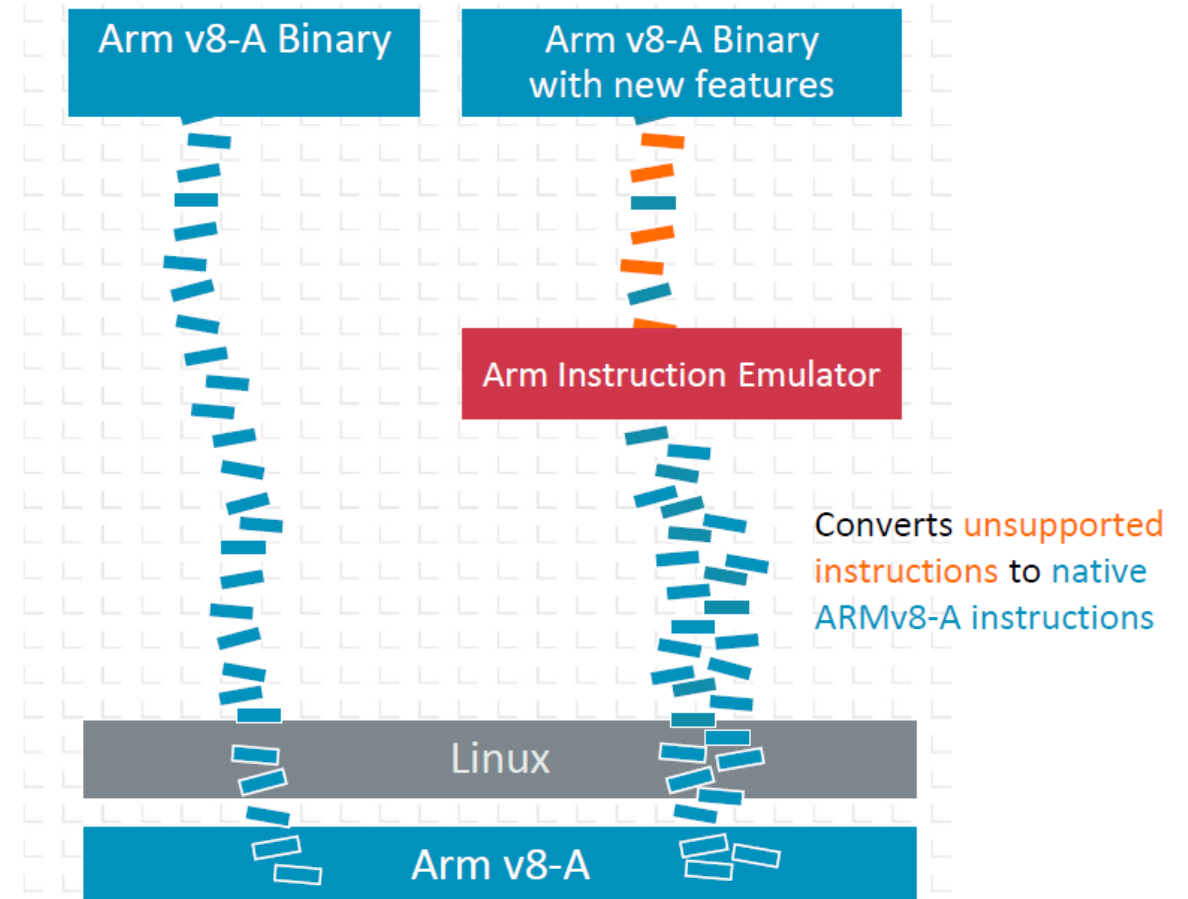 Arm v8-A Binary
Arm v8-A Binary
with new features
Arm Instruction Emulator
Converts unsupported
instructions to native
ARMv8-A instructions
Linux
Arm v8-A